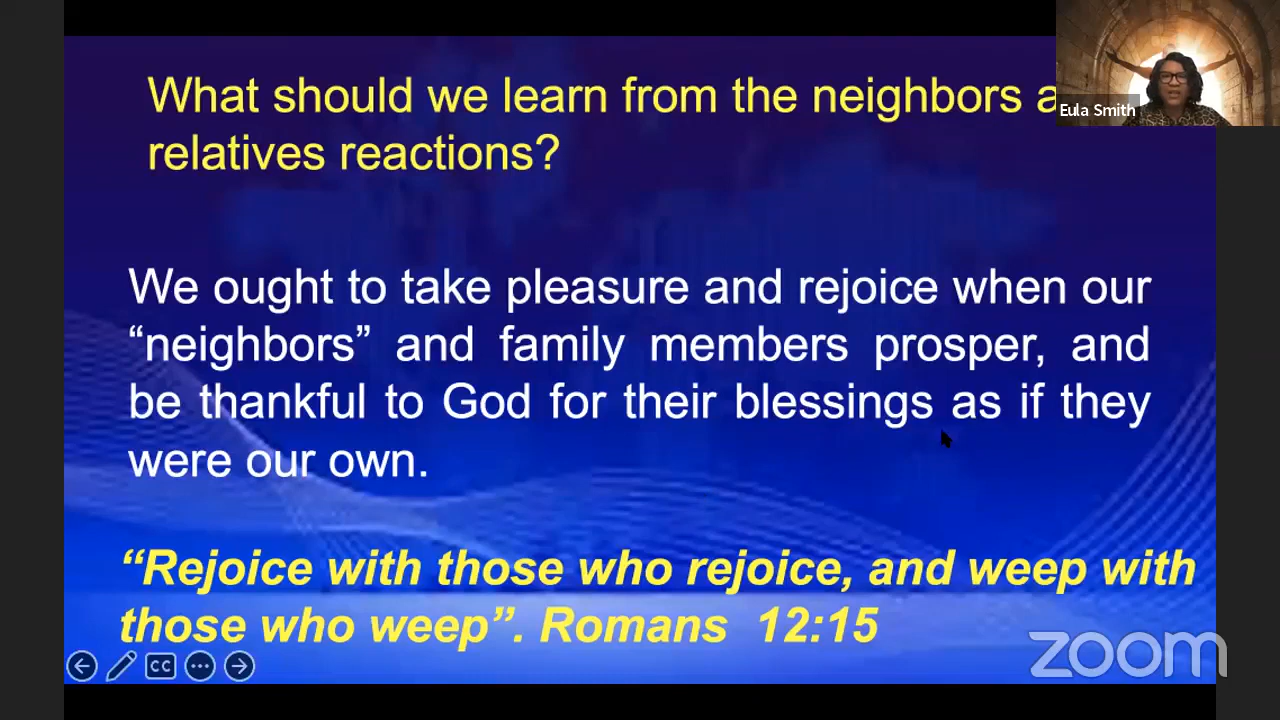 What should we learn from the neighbors a
relatives reactions?
Eula Smith
We ought to take pleasure and rejoice when our
“neighbors” and family members prosper, and
be thankful to God for their blessings as if they
were our own.
“Rejoice with those who rejoice, and weep with
those who weep”. Romans 12:15
CC
zoom